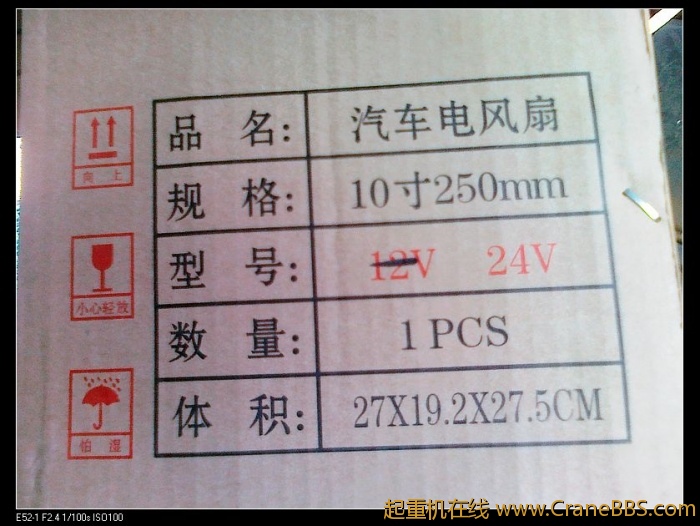 品 名: 汽车电风扇
向 上
规 格: 10寸250mm
型 号: 12V 24V
小心轻放
数 量: 1 PCS
体 积: 27X19.2X27.5CM
怕 湿
起重机在线 www.CraneBBS.com
E52-1 F2.4 1/100s ISO100